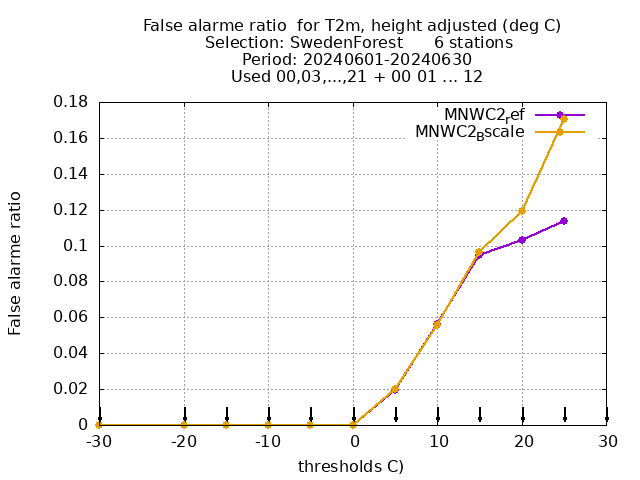 False alarme ratio  for T2m, height adjusted (deg C)
Selection: SwedenForest      6 stations
Period: 20240601-20240630
Used 00,03,...,21 + 00 01 ... 12
MNWC2ref
MNWC2Bscale
0.18
0.16
0.14
0.12
0.1
0.08
0.06
0.04
0.02
0
False alarme ratio
-30 -20 -10 0 10 20 30
thresholds C)